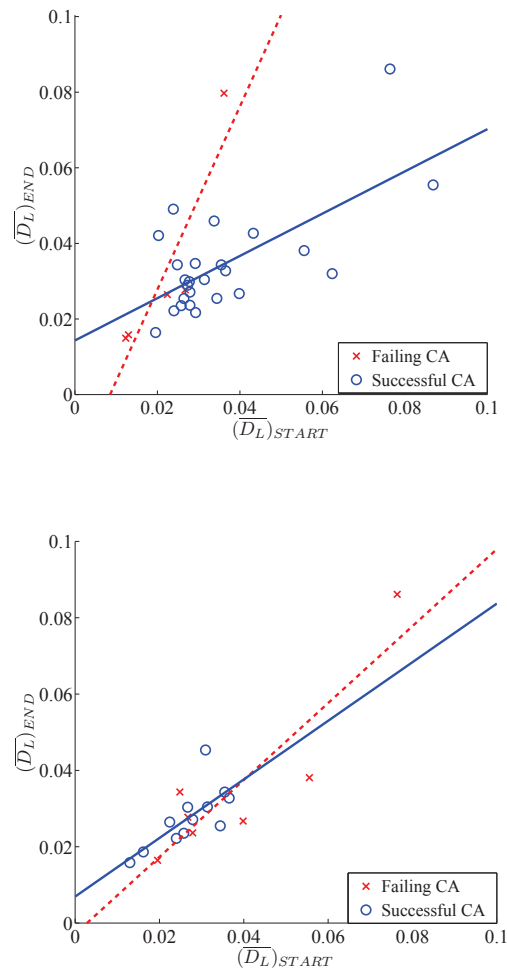 0.1
0.08
0.06
0.04
0.02
0
(D_L)_END
0 0.02 0.04 0.06 0.08 0.1
(D_L)_START
Failing CA
Successful CA
0.1
0.08
0.06
0.04
0.02
0
(D_L)_END
0 0.02 0.04 0.06 0.08 0.1
(D_L)_START
Failing CA
Successful CA